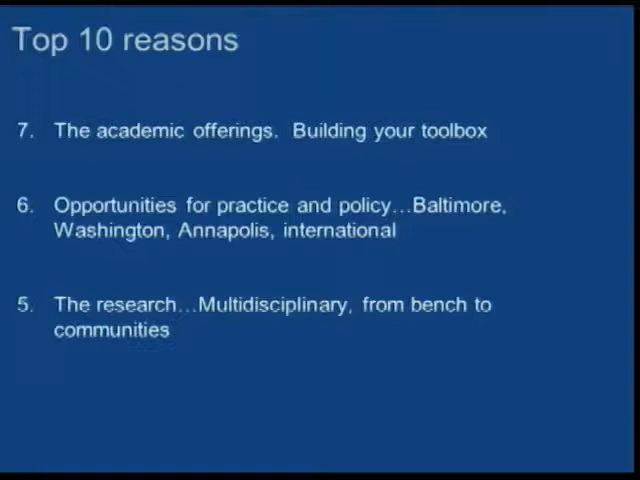 Top 10 reasons
7. The academic offerings. Building your toolbox
6. Opportunities for practice and policy…Baltimore,
Washington, Annapolis, international
5. The research…Multidisciplinary, from bench to
communities